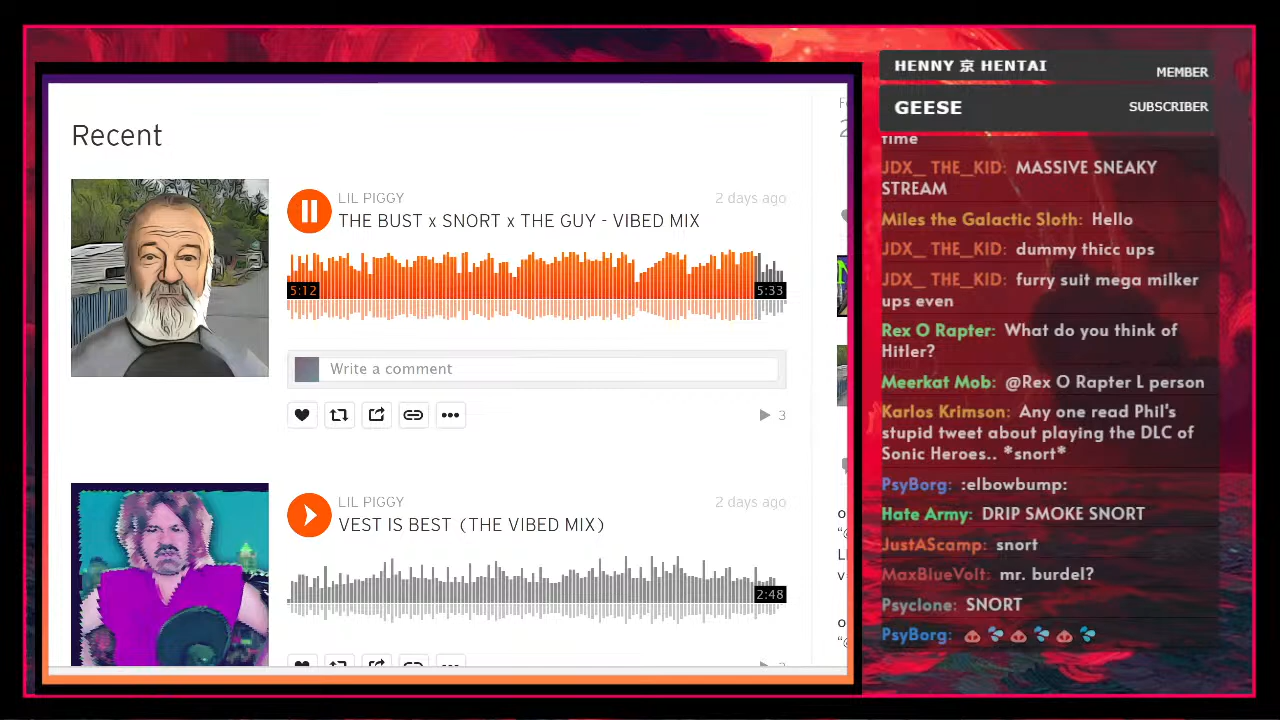 Recent
LIL PIGGY
2 days ago
THE BUST x SNORT x THE GUY - VIBED MIX
5:12
5:33
Write a comment
3
LIL PIGGY
2 days ago
VEST IS BEST (THE VIBED MIX)
2:48
HENNY 京 HENTAI
MEMBER
GEESE
SUBSCRIBER
time
JDX_ THE_KID: MASSIVE SNEAKY
STREAM
Miles the Galactic Sloth: Hello
JDX_ THE_KID: dummy thicc ups
JDX_ THE_KID: furry suit mega milker
ups even
Rex O Rapter: What do you think of
Hitler?
Meerkat Mob: @Rex O Rapter L person
Karlos Krimson: Any one read Phil's
stupid tweet about playing the DLC of
Sonic Heroes.. *snort*
PsyBorg: :elbowbump:
Hate Army: DRIP SMOKE SNORT
JustAScamp: snort
MaxBlueVolt: mr. burdel?
Psyclone: SNORT
PsyBorg: 🐽💦🐽💦🐽💦